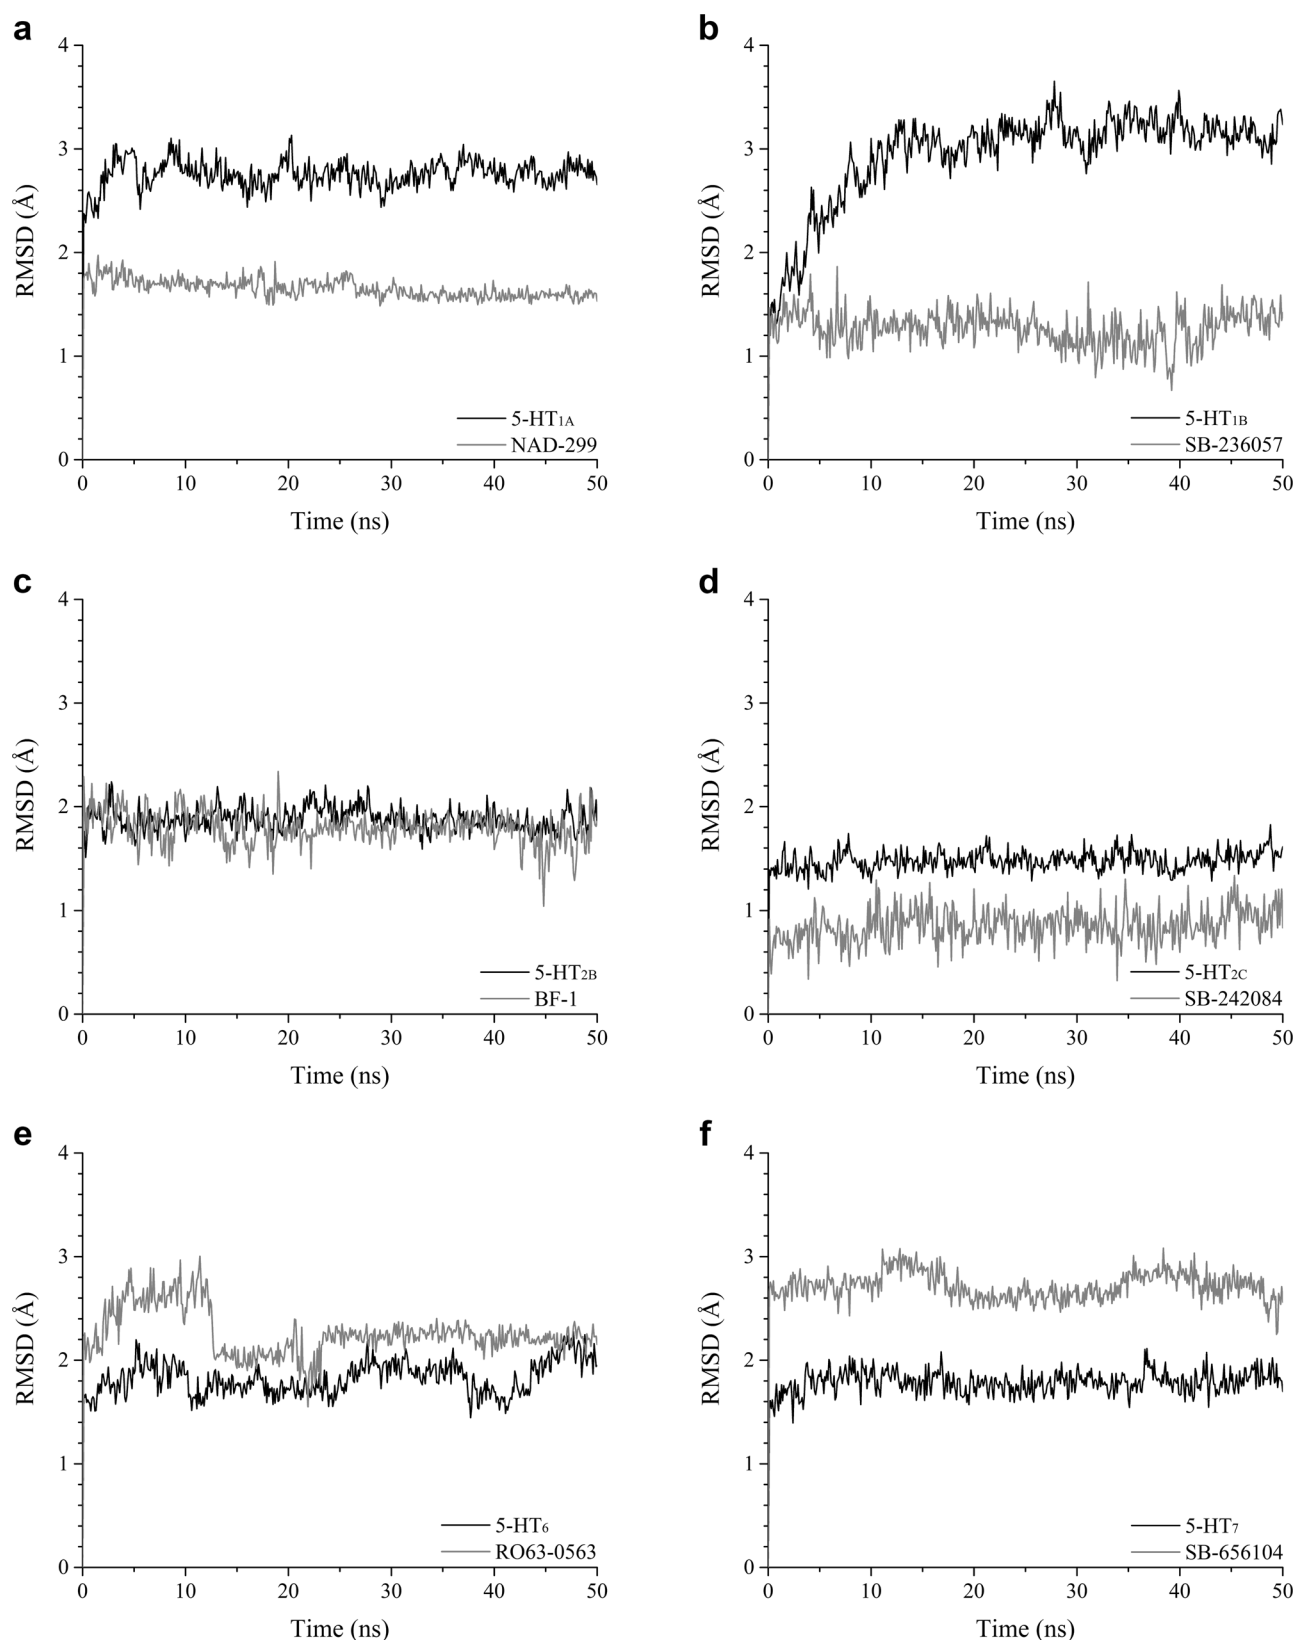 a
4
3
2
1
0
RMSD (Å)
5-HT1A
NAD-299
0 10 20 30 40 50
Time (ns)
b
4
3
2
1
0
RMSD (Å)
5-HT1B
SB-236057
0 10 20 30 40 50
Time (ns)
c
4
3
2
1
0
RMSD (Å)
5-HT2B
BF-1
0 10 20 30 40 50
Time (ns)
d
4
3
2
1
0
RMSD (Å)
5-HT2C
SB-242084
0 10 20 30 40 50
Time (ns)
e
4
3
2
1
0
RMSD (Å)
5-HT6
RO63-0563
0 10 20 30 40 50
Time (ns)
f
4
3
2
1
0
RMSD (Å)
5-HT7
SB-656104
0 10 20 30 40 50
Time (ns)